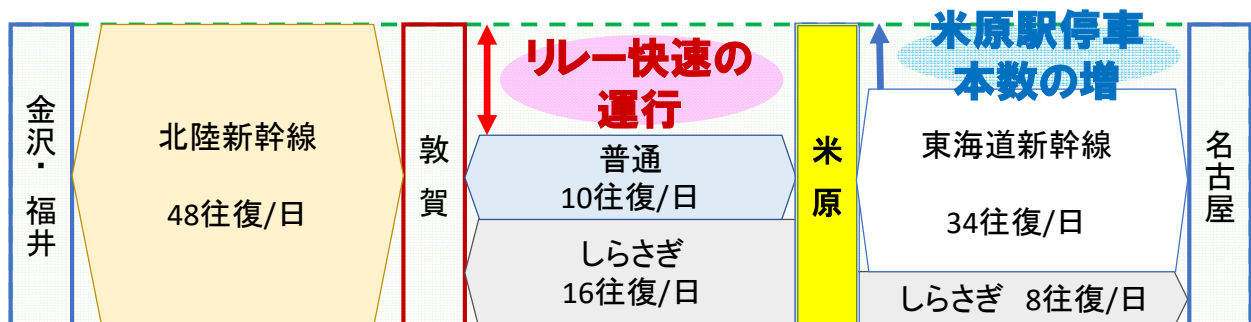 金沢・福井
北陸新幹線
48往復/日
敦賀
リレー快速の
運行
普通
10往復/日
しらさぎ
16往復/日
米原
米原駅停車
本数の増
東海道新幹線
34往復/日
しらさぎ 8往復/日
名古屋